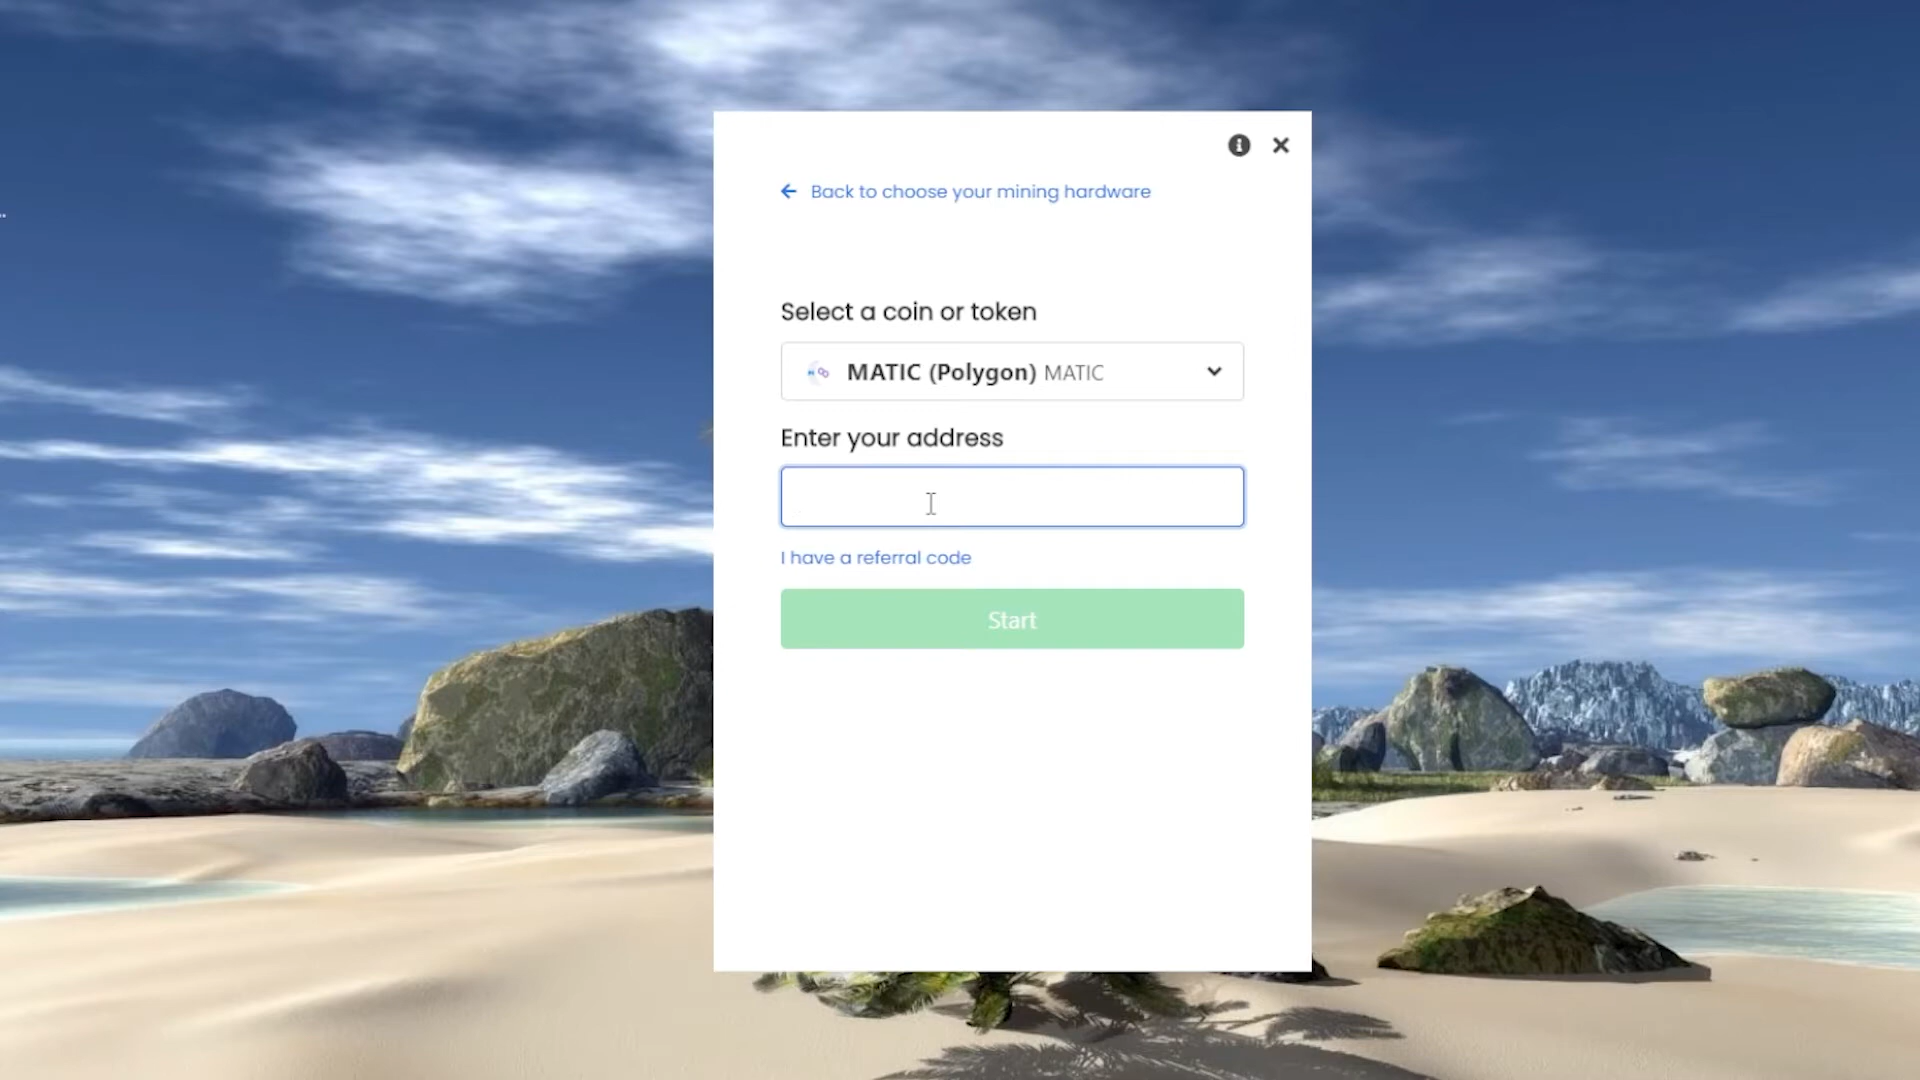 Back to choose your mining hardware
Select a coin or token
MATIC (Polygon) MATIC
Enter your address
I have a referral code
Start